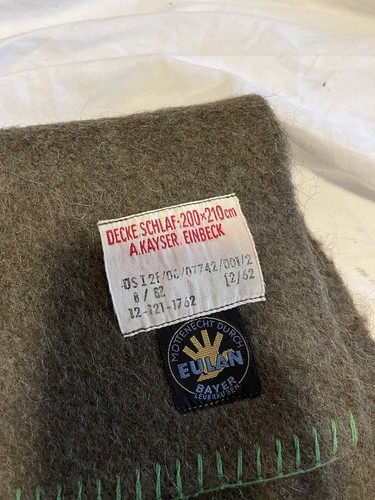 DECKE SCHLAF-200x210cm
A.KAYSER, EINBECK
12/62
8 / 62
12-121-1762
MOTTENECHT DURCH
EULAN
BAYER
LEVERKUSEN